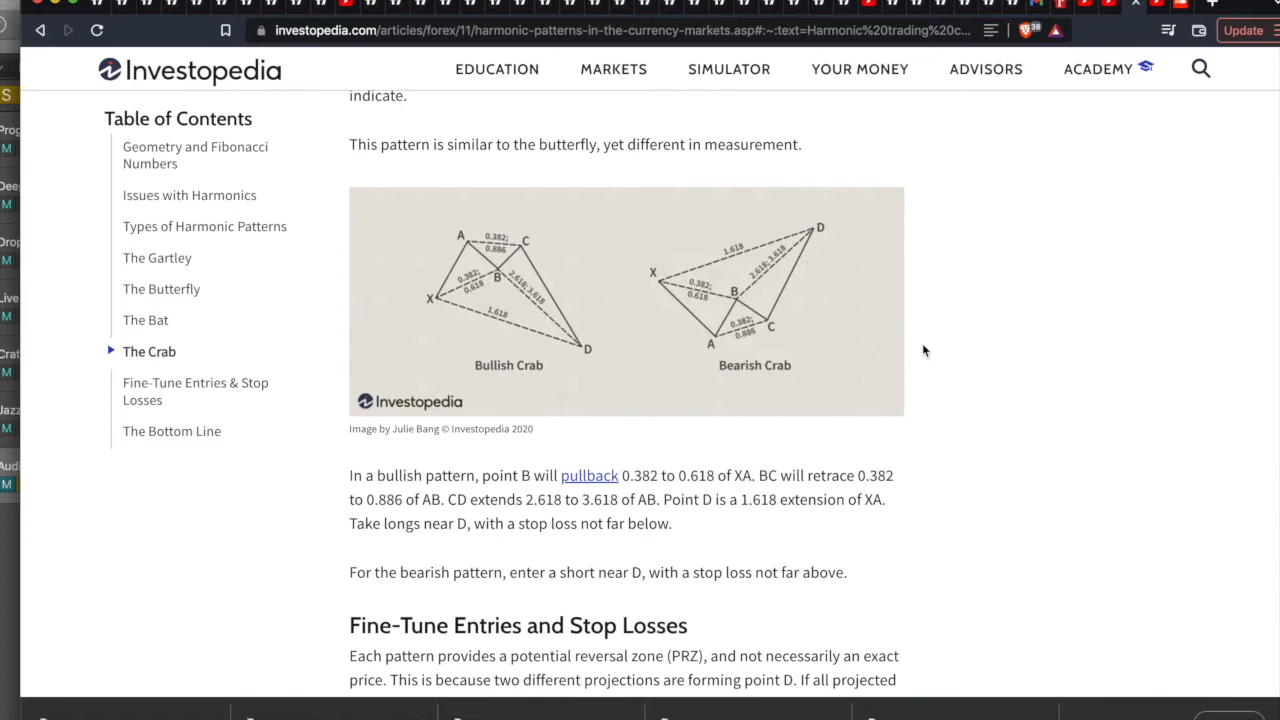 investopedia.com/articles/forex/11/harmonic-patterns-in-the-currency-markets.asp#:~:text=Harmonic%20trading%20c...
38
Update
Investopedia
EDUCATION
MARKETS
SIMULATOR
YOUR MONEY
ADVISORS
ACADEMY
Table of Contents
Geometry and Fibonacci
Numbers
Issues with Harmonics
Types of Harmonic Patterns
The Gartley
The Butterfly
The Bat
The Crab
Fine-Tune Entries & Stop
Losses
The Bottom Line
indicate.
This pattern is similar to the butterfly, yet different in measurement.
A
0.382;
0.886
C
0.382;
0.618
B
2.618; 3.618
X
1.618
D
Bullish Crab
D
1.618
2.618; 3.618
X
0.382;
0.618
B
0.382;
0.886
C
A
Bearish Crab
Investopedia
Image by Julie Bang © Investopedia 2020
In a bullish pattern, point B will pullback 0.382 to 0.618 of XA. BC will retrace 0.382
to 0.886 of AB. CD extends 2.618 to 3.618 of AB. Point D is a 1.618 extension of XA.
Take longs near D, with a stop loss not far below.
For the bearish pattern, enter a short near D, with a stop loss not far above.
Fine-Tune Entries and Stop Losses
Each pattern provides a potential reversal zone (PRZ), and not necessarily an exact
price. This is because two different projections are forming point D. If all projected
S
Prog
M
Dee
M
Drop
M
Live
M
Crat
M
Jazz
M
Audi
M